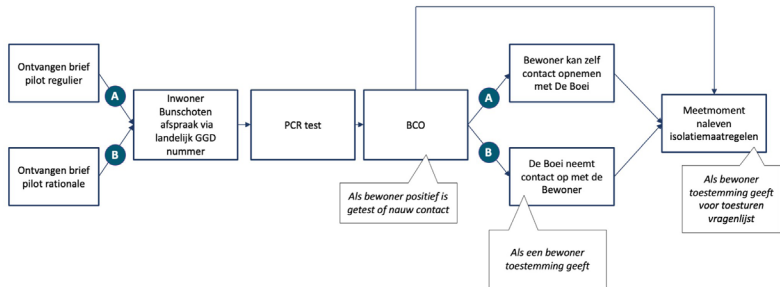 Ontvangen brief
pilot regulier
A
Ontvangen brief
pilot rationale
B
Inwoner
Bunschoten
afspraak via
landelijk GGD
nummer
PCR test
BCO
Als bewoner positief is
getest of nauw contact
A
Bewoner kan zelf
contact opnemen
met De Boei
B
De Boei neemt
contact op met de
Bewoner
Als een bewoner
toestemming geeft
Meetmoment
naleven
isolatiemaatregelen
Als bewoner
toestemming geeft
voor toesturen
vragenlijst